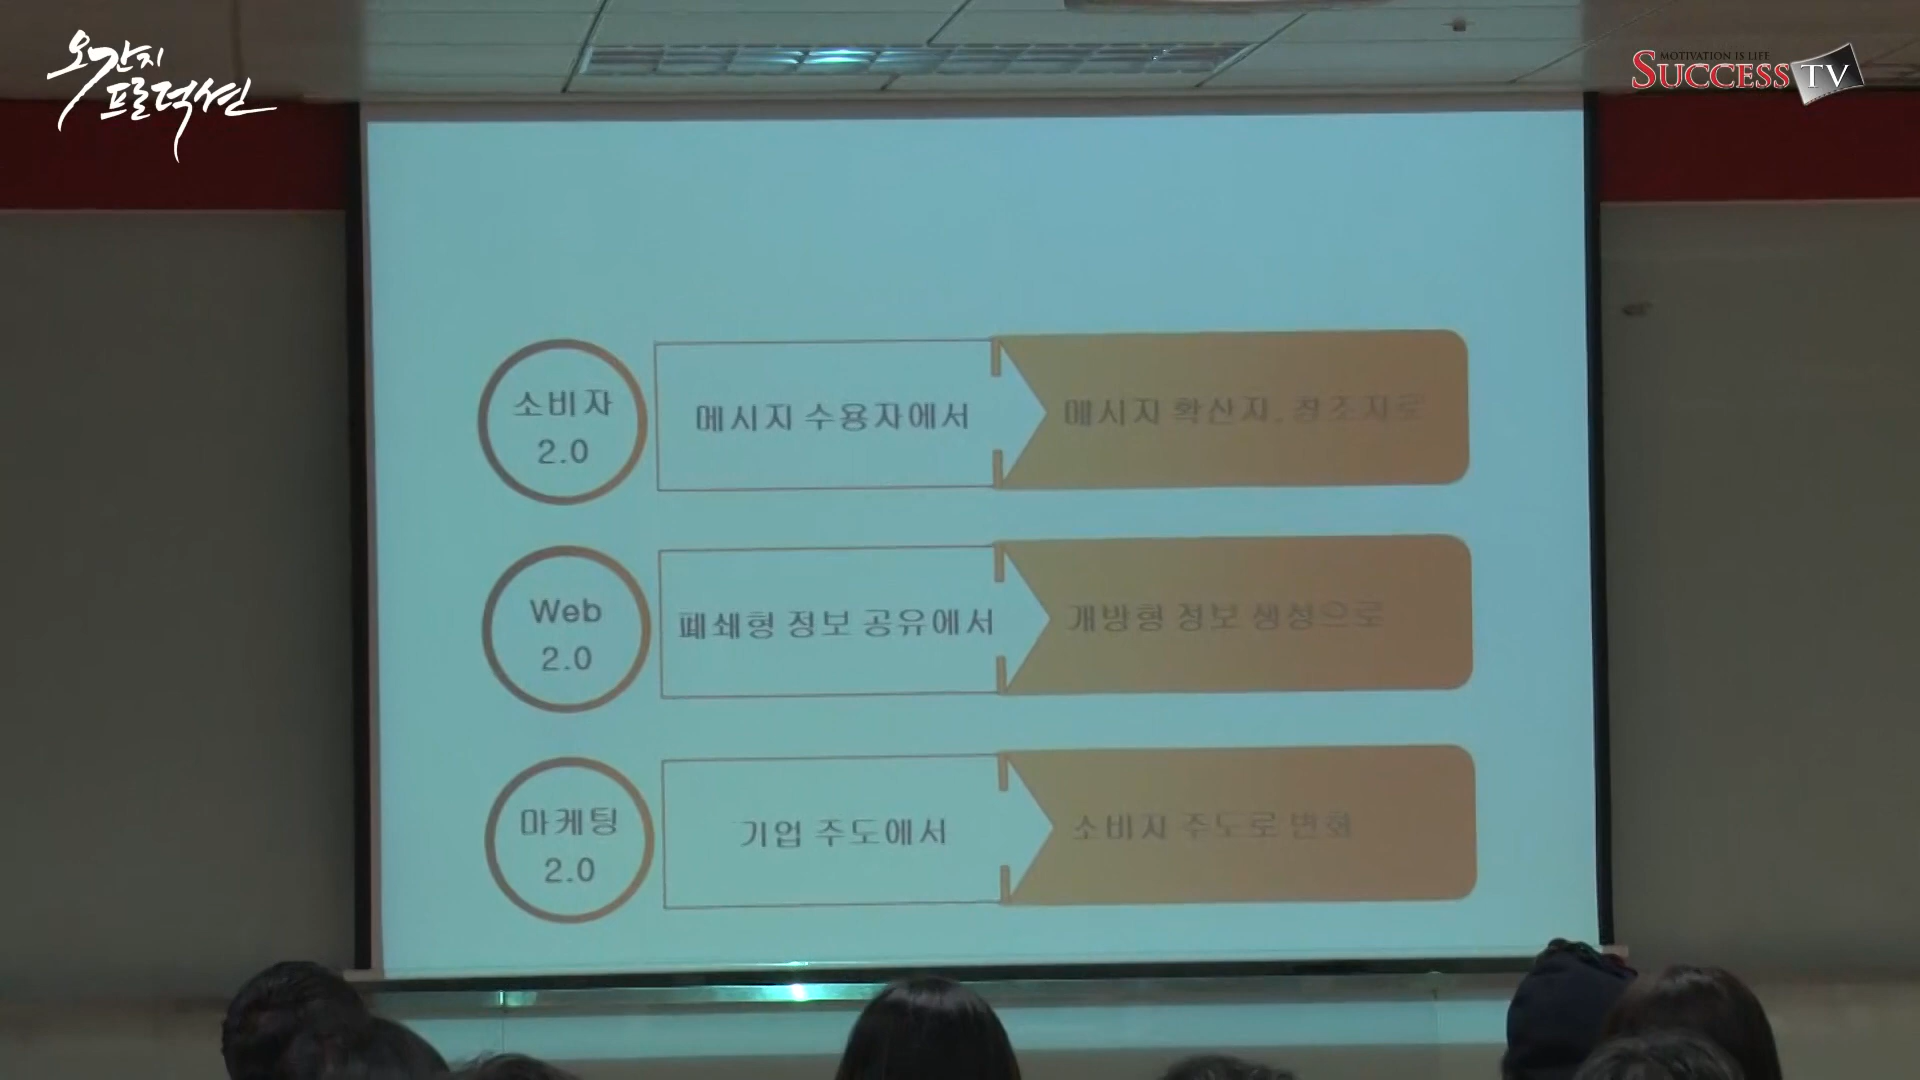 오간지
프로덕션
MOTIVATION IS LIFE
SUCCESS TV
소비자
2.0
메시지 수용자에서
메시지 확산자, 창조자로
Web
2.0
폐쇄형 정보 공유에서
개방형 정보 생성으로
마케팅
2.0
기업 주도에서
소비자 주도로 변화